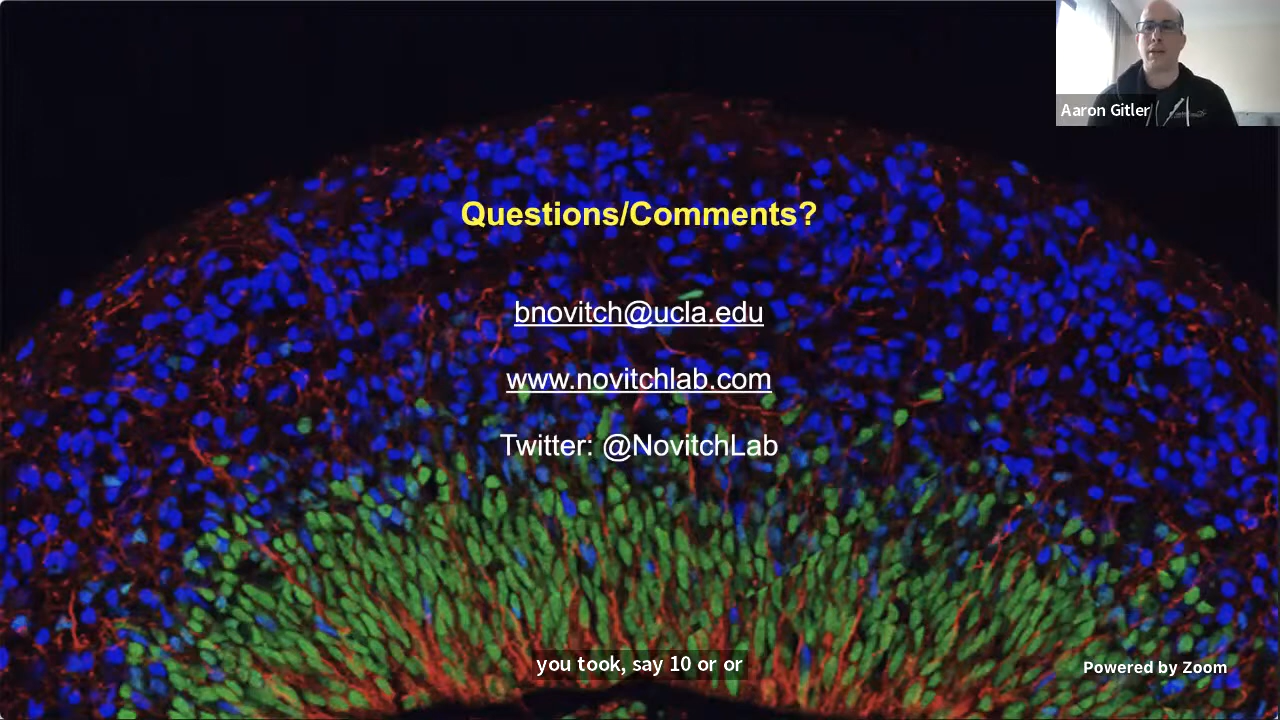 Aaron Gitler
Questions/Comments?
bnovitch@ucla.edu
www.novitchlab.com
Twitter: @NovitchLab
you took, say 10 or or
Powered by Zoom